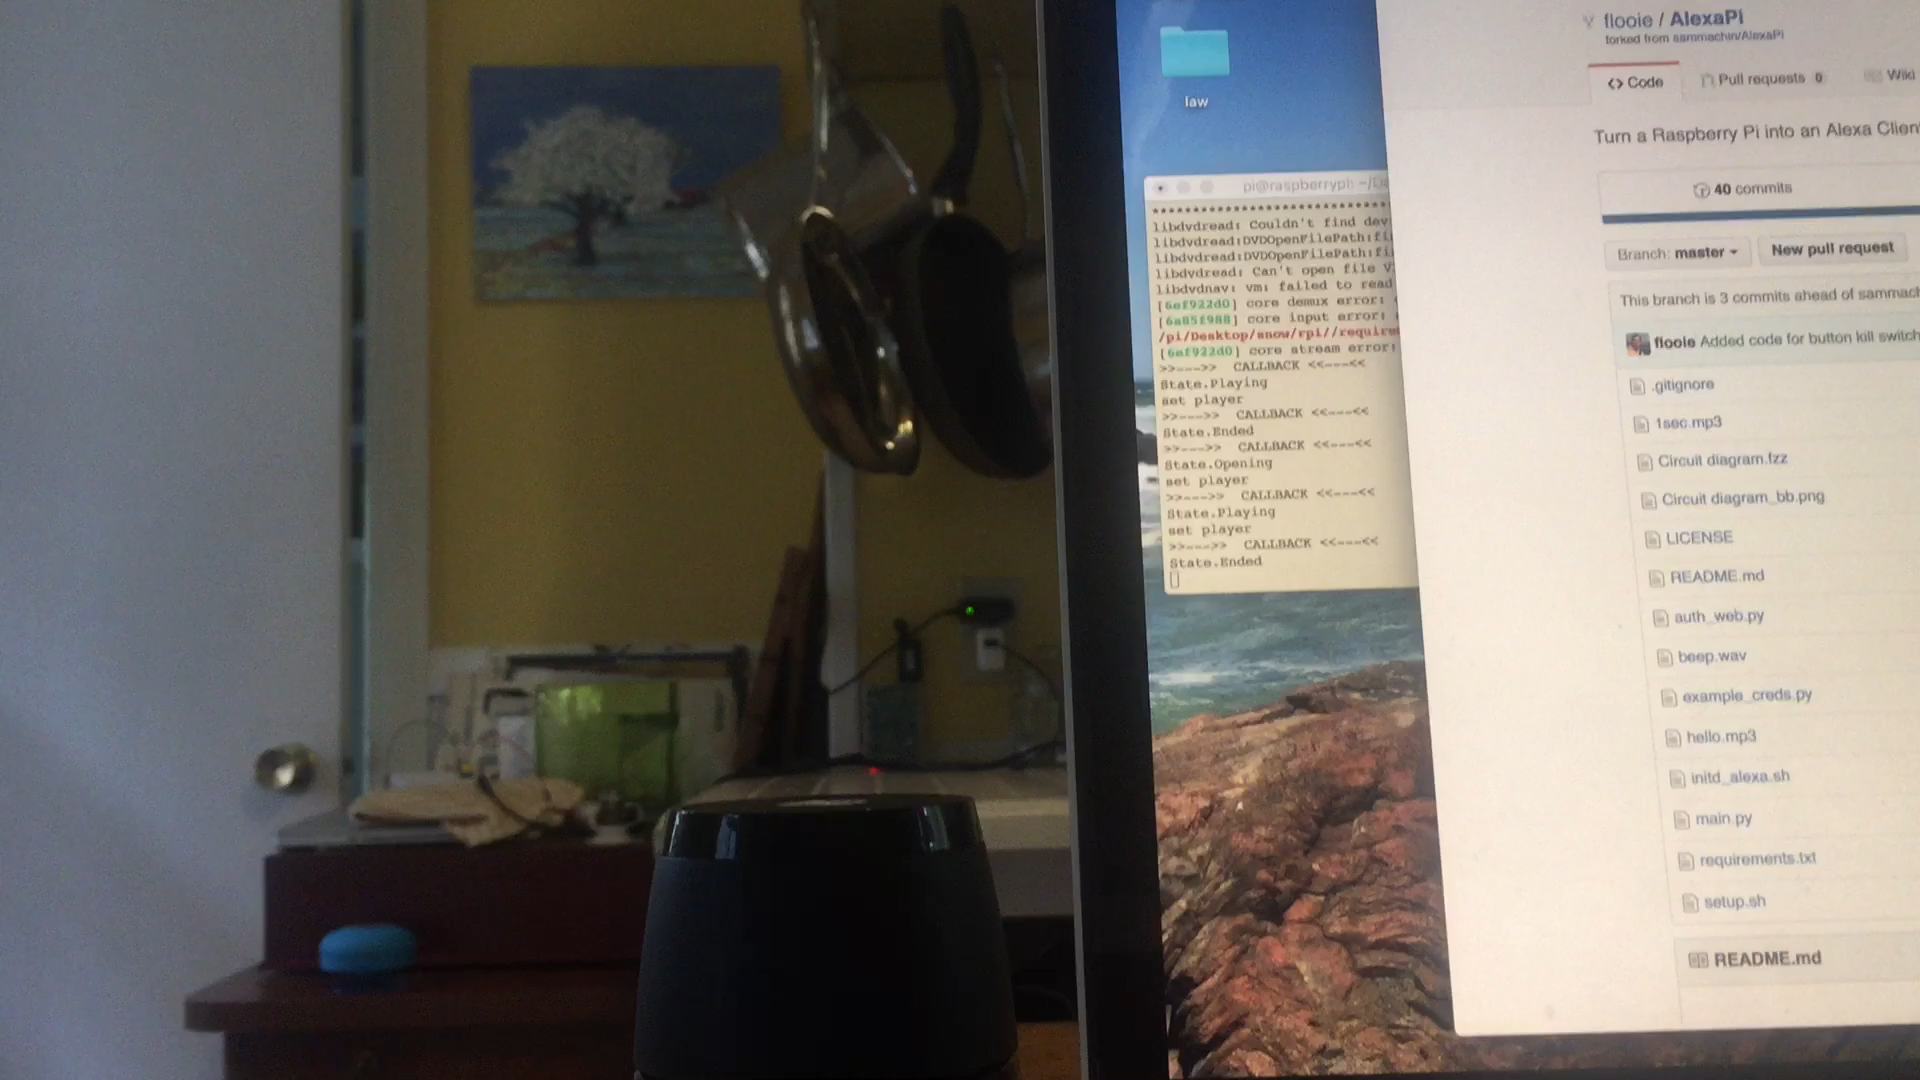 law
pi@raspberrypi: ~/De
********************************
libdvdread: Couldn't find dev
libdvdread:DVDOpenFilePath:fi
libdvdread:DVDOpenFilePath:fi
libdvdread: Can't open file V
libdvdnav: vm: failed to read
[6ef922d0] core demux error:
[6a85f988] core input error:
/pi/Desktop/snow/rpi//require
[6ef922d0] core stream error:
>>--->> CALLBACK <<---<<
State.Playing
set player
>>--->> CALLBACK <<---<<
State.Ended
>>--->> CALLBACK <<---<<
State.Opening
set player
>>--->> CALLBACK <<---<<
State.Playing
set player
>>--->> CALLBACK <<---<<
State.Ended
flooie / AlexaPi
forked from sammachin/AlexaPi
<> Code Pull requests 0 Wiki
Turn a Raspberry Pi into an Alexa Client
40 commits
Branch: master New pull request
This branch is 3 commits ahead of sammach
flooie Added code for button kill switch
.gitignore
1sec.mp3
Circuit diagram.fzz
Circuit diagram_bb.png
LICENSE
README.md
auth_web.py
beep.wav
example_creds.py
hello.mp3
initd_alexa.sh
main.py
requirements.txt
setup.sh
README.md